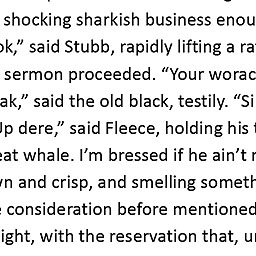 shocking sharkish business enou
ok,” said Stubb, rapidly lifting a ra
sermon proceeded. “Your worac
ak,” said the old black, testily. “Si
Up dere,” said Fleece, holding his t
eat whale. I’m bressed if he ain’t r
wn and crisp, and smelling someth
e consideration before mentioned
ight, with the reservation that, u